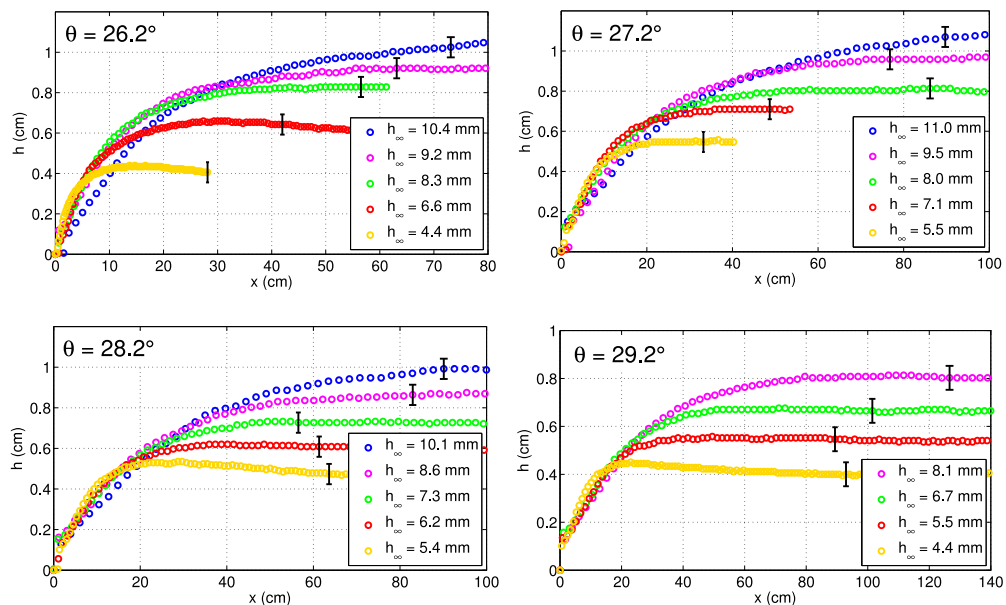 θ = 26.2°
1
0.8
0.6
0.4
0.2
0
h (cm)
0 10 20 30 40 50 60 70 80
x (cm)
h∞ = 10.4 mm
h∞ = 9.2 mm
h∞ = 8.3 mm
h∞ = 6.6 mm
h∞ = 4.4 mm
θ = 27.2°
1
0.8
0.6
0.4
0.2
0
h (cm)
0 20 40 60 80 100
x (cm)
h∞ = 11.0 mm
h∞ = 9.5 mm
h∞ = 8.0 mm
h∞ = 7.1 mm
h∞ = 5.5 mm
θ = 28.2°
1
0.8
0.6
0.4
0.2
0
h (cm)
0 20 40 60 80 100
x (cm)
h∞ = 10.1 mm
h∞ = 8.6 mm
h∞ = 7.3 mm
h∞ = 6.2 mm
h∞ = 5.4 mm
θ = 29.2°
1
0.8
0.6
0.4
0.2
0
h (cm)
0 20 40 60 80 100 120 140
x (cm)
h∞ = 8.1 mm
h∞ = 6.7 mm
h∞ = 5.5 mm
h∞ = 4.4 mm